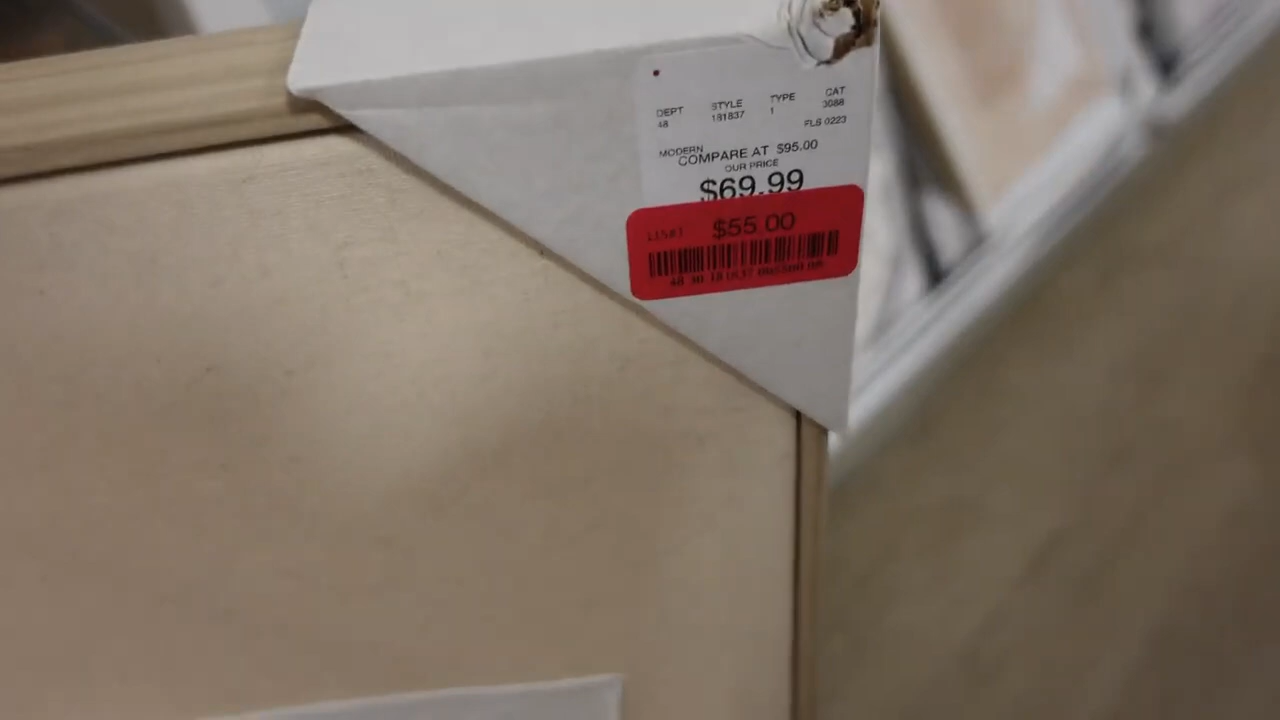 DEPT STYLE TYPE CAT
48 181837 1 3088
FLS 0223
MODERN
COMPARE AT $95.00
OUR PRICE
$69.99
$55.00